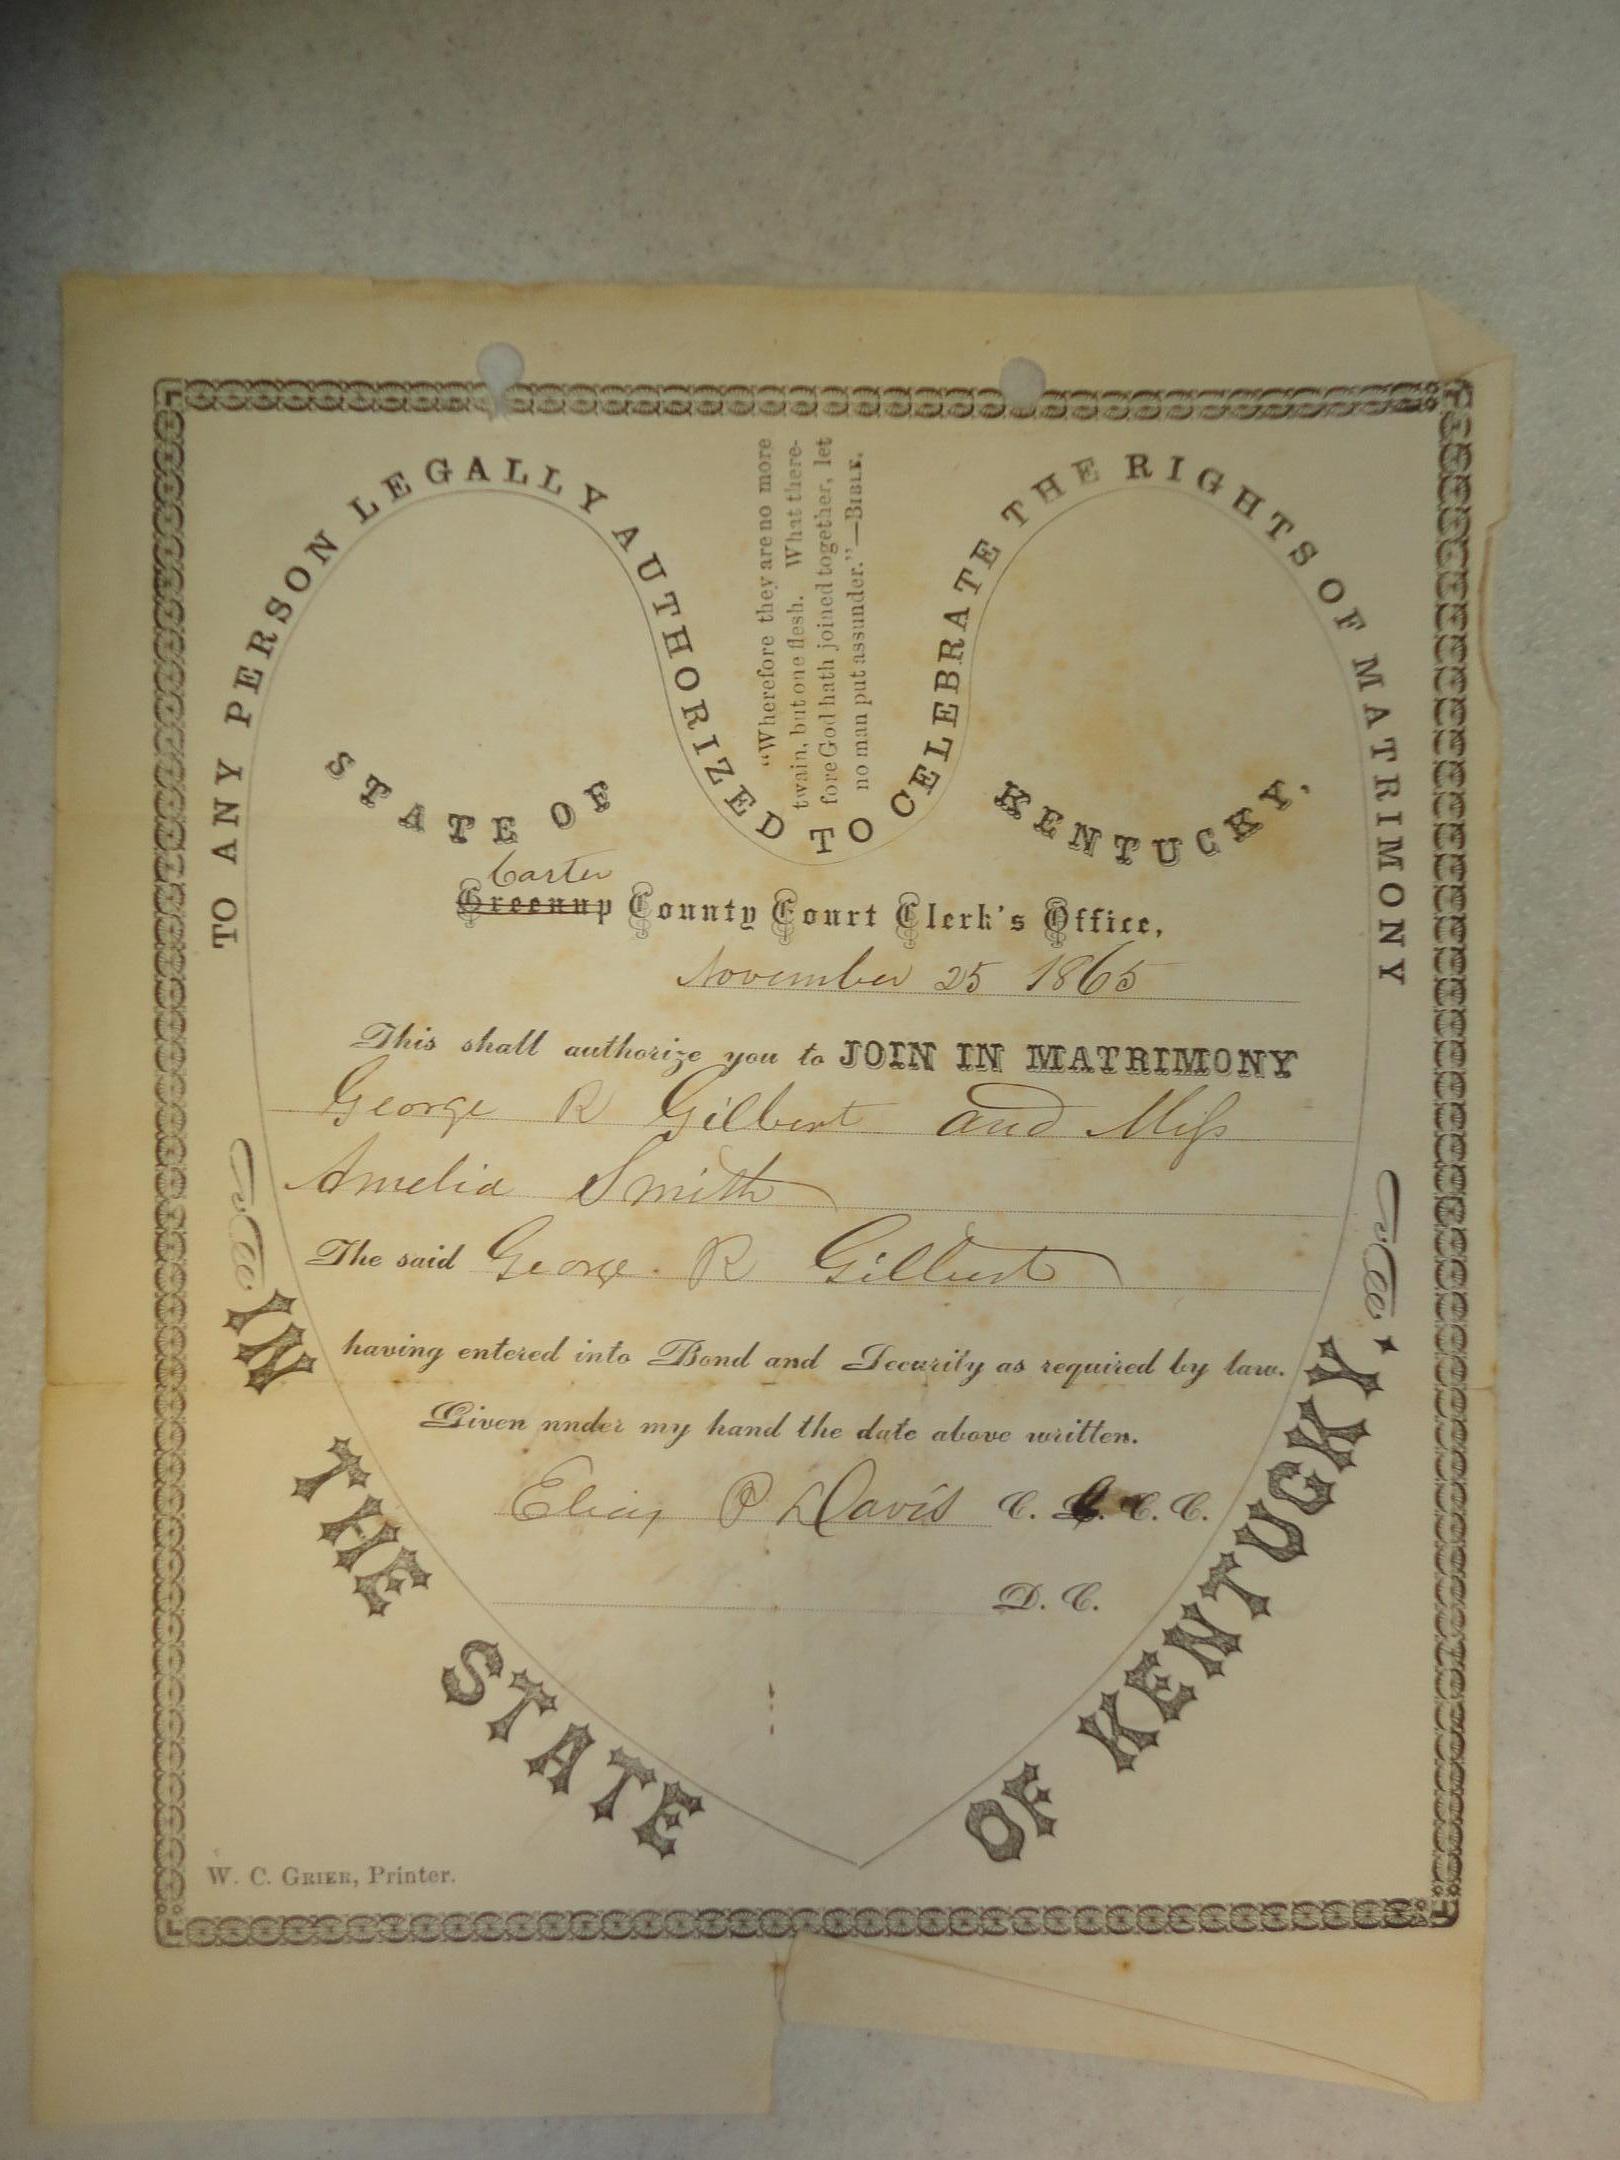 TO ANY PERSON LEGALLY AUTHORIZED TO CELEBRATE THE RIGHTS OF MATRIMONY
"Wherefore they are no more
twain, but one flesh. What there-
fore God hath joined together, let
no man put assunder."—BIBLE.
STATE OF KENTUCKY,
Carter
Greenup County Court Clerk's Office,
November 25 1865
This shall authorize you to JOIN IN MATRIMONY
George R Gilbert and Miss
Amelia Smith
The said George R Gilbert
having entered into Bond and Security as required by law.
Given nnder my hand the date above written.
Elias P Davis C. C. C. C.
D. C.
IN THE STATE OF KENTUCKY.
W. C. GRIER, Printer.